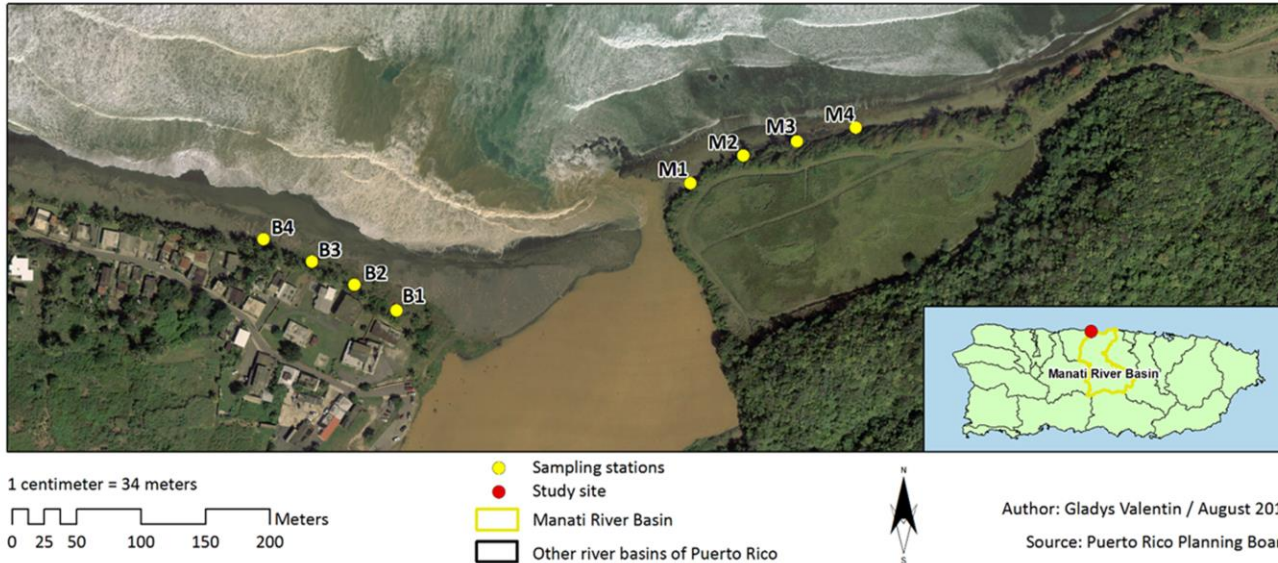 M4
M3
M2
M1
B4
B3
B2
B1
Manati River Basin
1 centimeter = 34 meters
Meters
0 25 50 100 150 200
Sampling stations
Study site
Manati River Basin
Other river basins of Puerto Rico
N
S
Author: Gladys Valentin / August 201
Source: Puerto Rico Planning Boar